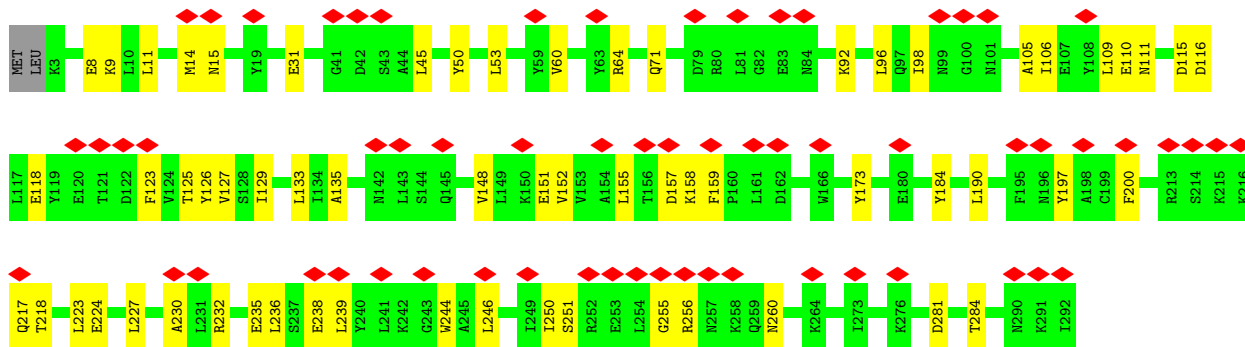 MET LEU K3 E8 K9 L10 L11 M14 N15 Y19 E31 G41 D42 S43 A44 L45 Y50 L53 Y59 V60 Y63 R64 Q71 D79 R80 L81 G82 E83 N84 K92 L96 Q97 I98 N99 G100 N101 A105 I106 E107 Y108 L109 E110 N111 D115 D116
L117 E118 Y119 E120 T121 D122 F123 V124 T125 Y126 V127 S128 I129 L133 I134 A135 N142 L143 S144 Q145 V148 L149 K150 E151 V152 V153 A154 L155 T156 D157 K158 F159 P160 L161 D162 W166 Y173 E180 Y184 L190 F195 N196 Y197 A198 C199 F200 R213 S214 K215 K216
Q217 T218 L223 E224 L227 A230 L231 R232 E235 L236 S237 E238 L239 Y240 L241 K242 G243 W244 A245 L246 I249 I250 S251 R252 E253 L254 G255 R256 N257 K258 Q259 N260 K264 I273 K276 D281 T284 N290 K291 I292